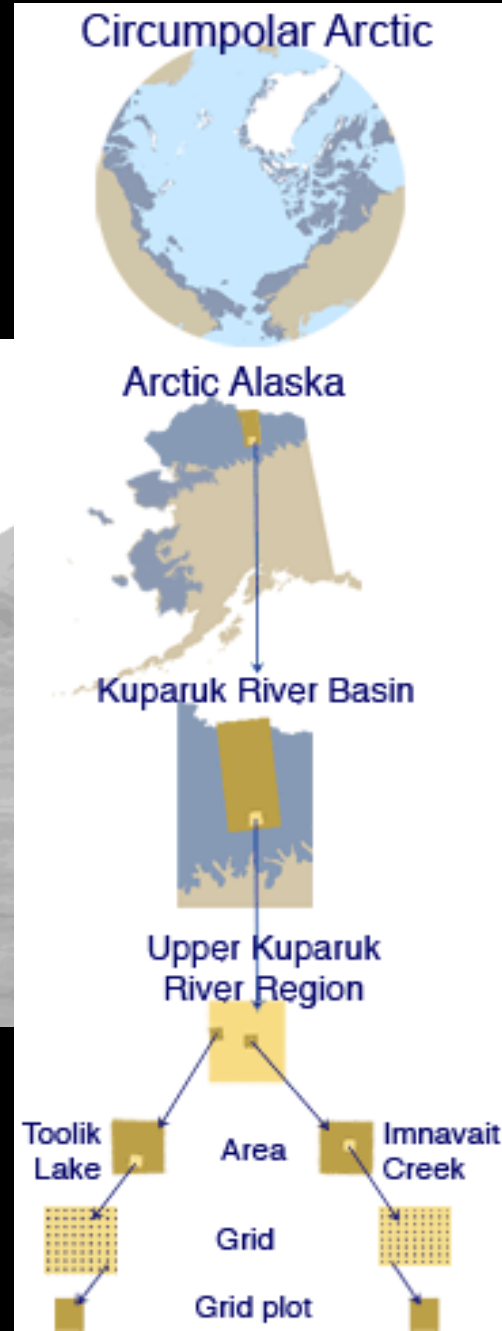 Circumpolar Arctic
Arctic Alaska
Kuparuk River Basin
Upper Kuparuk
River Region
Toolik
Lake
Area
Imnavait
Creek
Grid
Grid plot